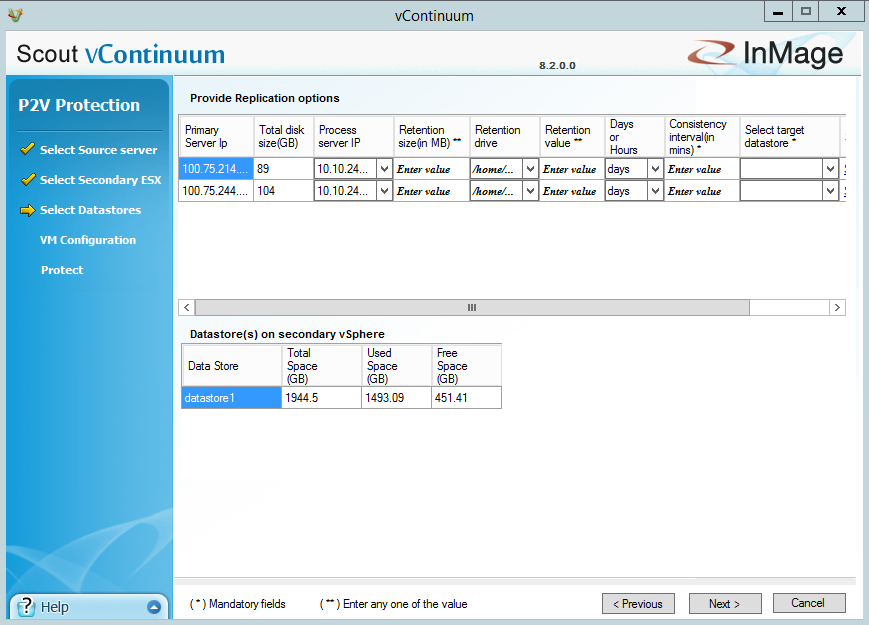 vContinuum
Scout vContinuum
8.2.0.0
InMage
P2V Protection
Select Source server
Select Secondary ESX
Select Datastores
VM Configuration
Protect
Help
Provide Replication options
Primary Server Ip
Total disk size(GB)
Process server IP
Retention size(in MB) **
Retention drive
Retention value **
Days or Hours
Consistency interval(in mins) *
Select target datastore *
100.75.214.... 89 10.10.24... Enter value /home/... Enter value days Enter value
100.75.244.... 104 10.10.24... Enter value /home/... Enter value days Enter value
Datastore(s) on secondary vSphere
Data Store
Total Space (GB)
Used Space (GB)
Free Space (GB)
datastore1 1944.5 1493.09 451.41
( * ) Mandatory fields
( ** ) Enter any one of the value
< Previous
Next >
Cancel